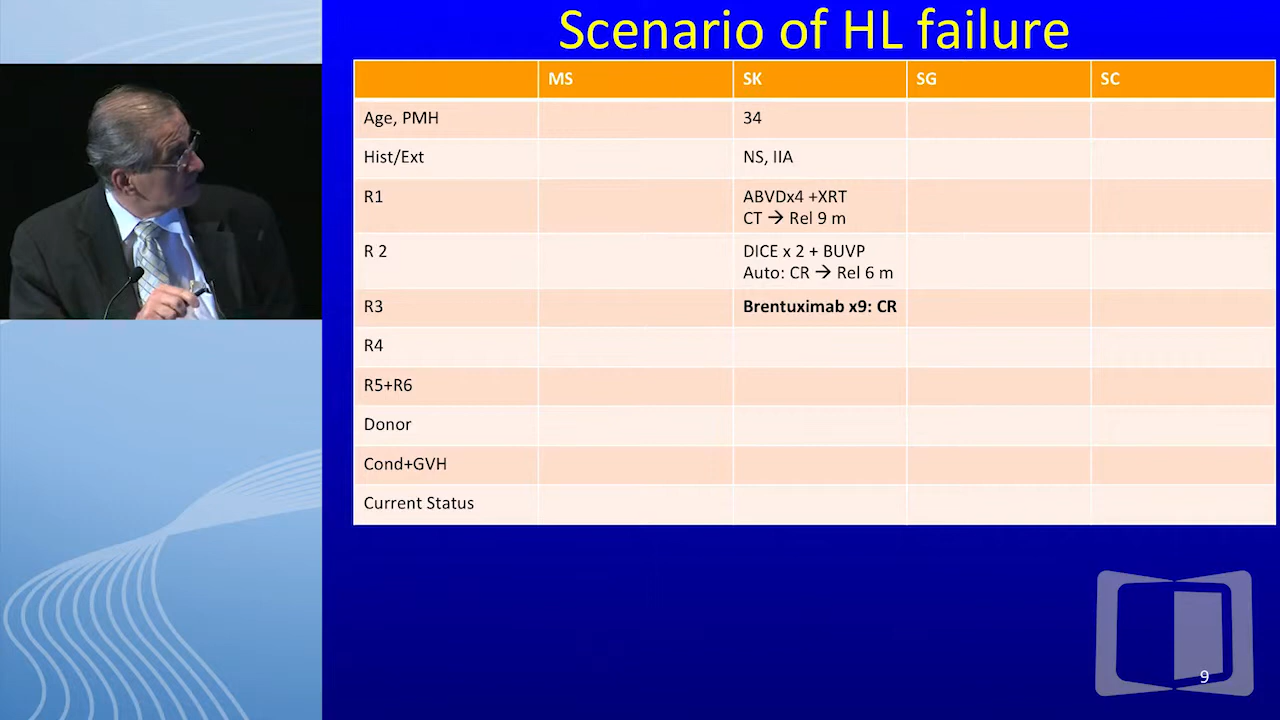 Scenario of HL failure
MS SK SG SC
Age, PMH 34
Hist/Ext NS, IIA
R1 ABVDx4 +XRT
CT → Rel 9 m
R 2 DICE x 2 + BUVP
Auto: CR → Rel 6 m
R3 Brentuximab x9: CR
R4
R5+R6
Donor
Cond+GVH
Current Status
9